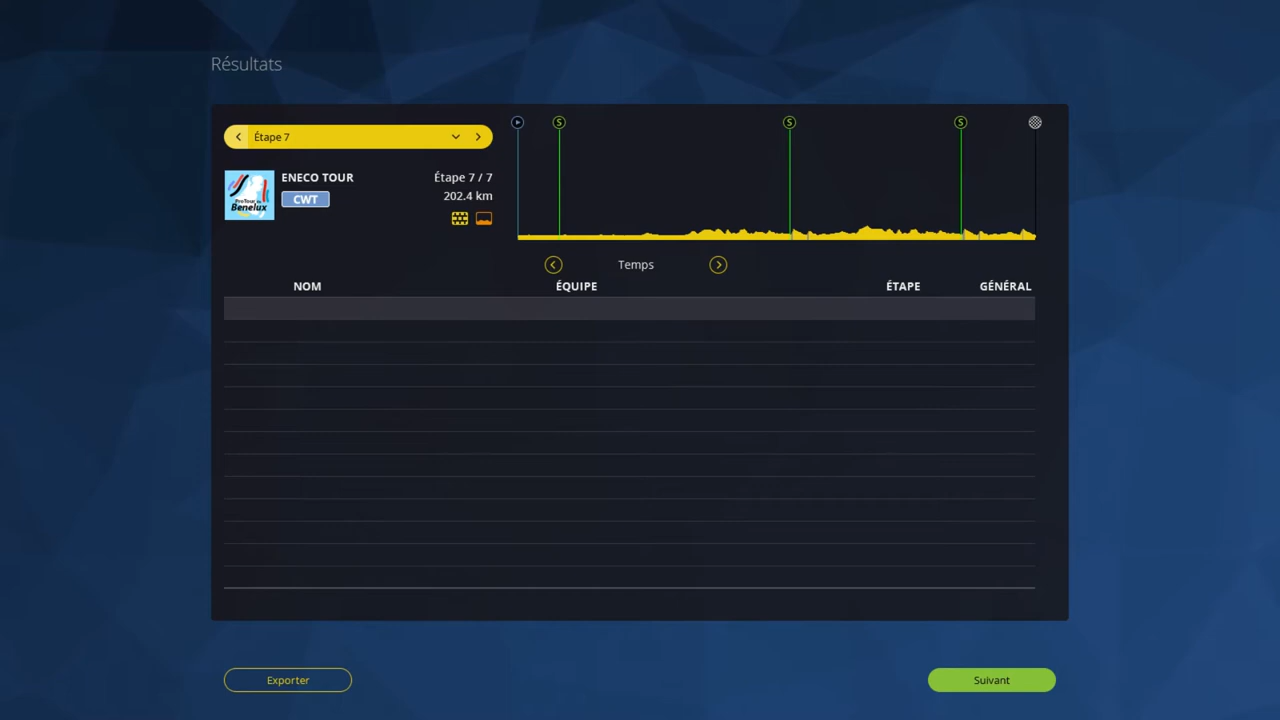 Résultats
Étape 7
S S S
ENECO TOUR
Étape 7 / 7
CWT
202.4 km
Benelux
Temps
NOM ÉQUIPE ÉTAPE GÉNÉRAL
Exporter
Suivant